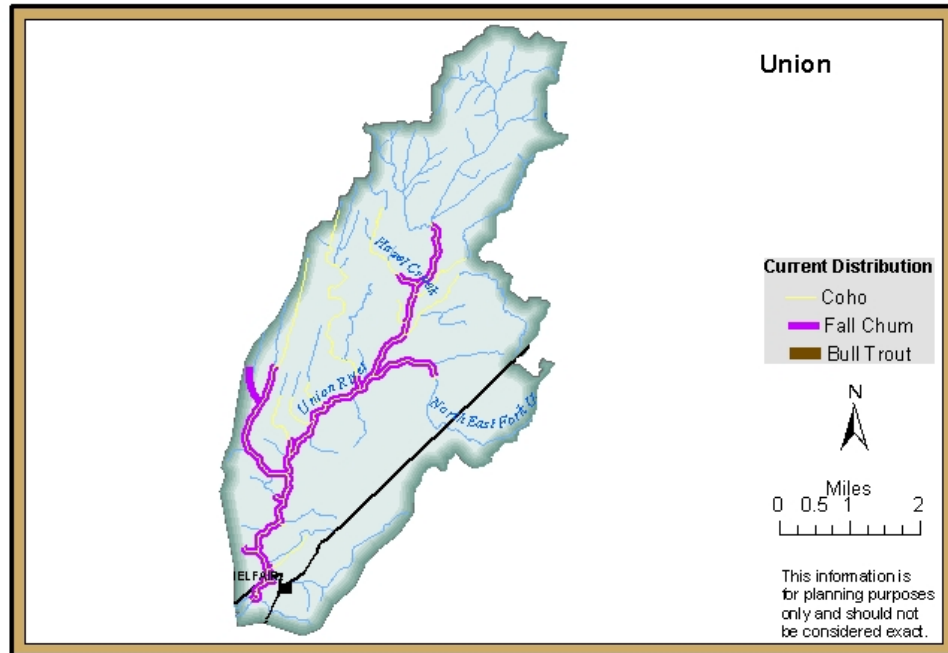 Union
Hazel Creek
Union River
North East Fork U
Current Distribution
Coho
Fall Chum
Bull Trout
N
Miles
0 0.5 1 2
ELFAIR
This information is
for planning purposes
only and should not
be considered exact.